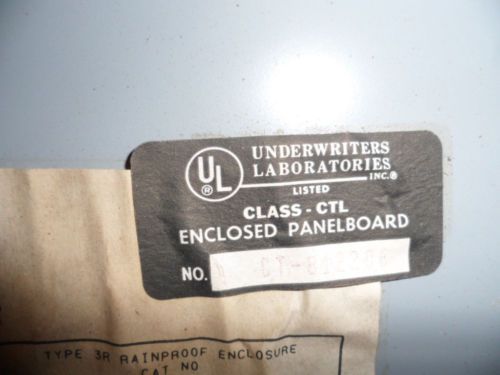 UL
®
UNDERWRITERS
LABORATORIES
INC.®
LISTED
CLASS - CTL
ENCLOSED PANELBOARD
NO.
TYPE 3R RAINPROOF ENCLOSURE
CAT NO